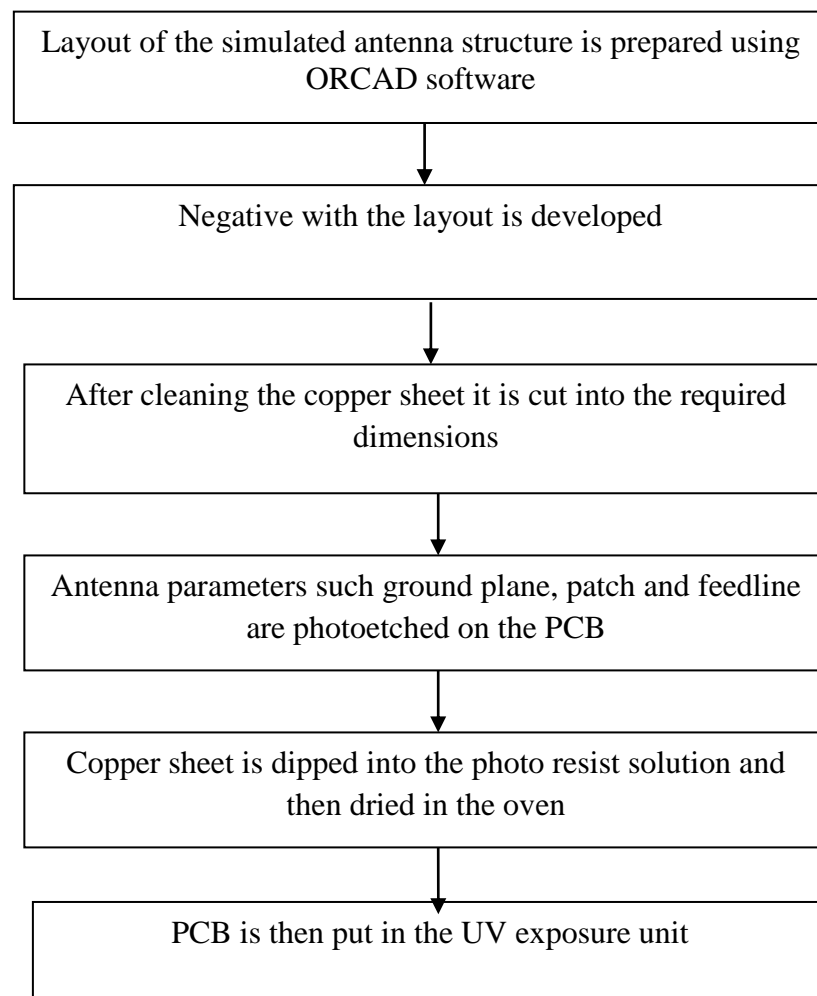 Layout of the simulated antenna structure is prepared using
ORCAD software
Negative with the layout is developed
After cleaning the copper sheet it is cut into the required
dimensions
Antenna parameters such ground plane, patch and feedline
are photoetched on the PCB
Copper sheet is dipped into the photo resist solution and
then dried in the oven
PCB is then put in the UV exposure unit